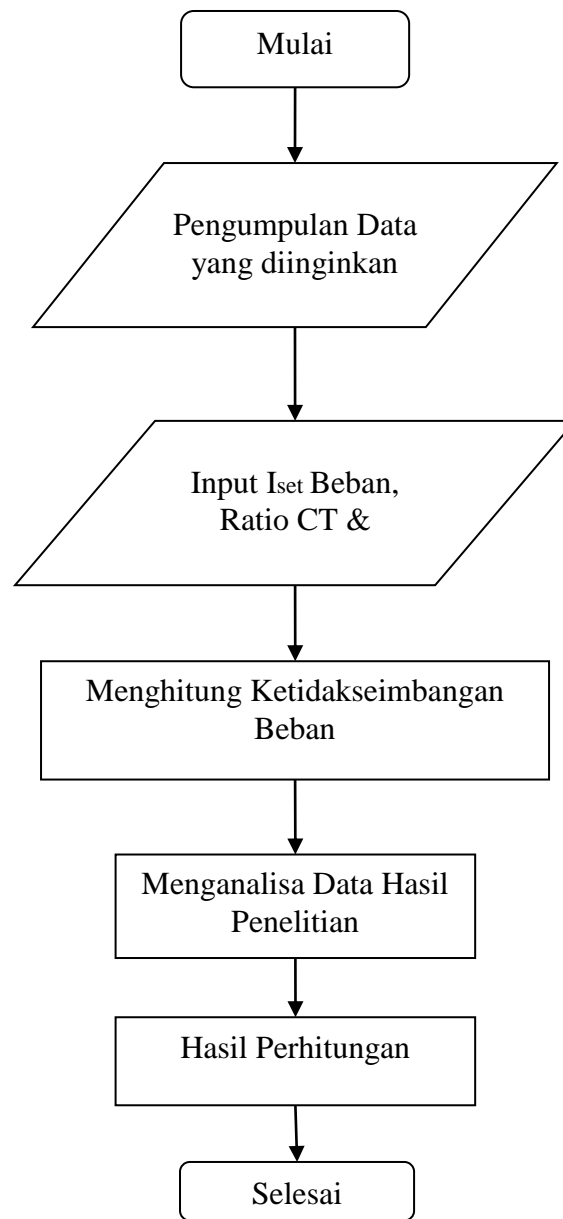 Mulai
Pengumpulan Data
yang diinginkan
Input Iset Beban,
Ratio CT &
Menghitung Ketidakseimbangan
Beban
Menganalisa Data Hasil
Penelitian
Hasil Perhitungan
Selesai